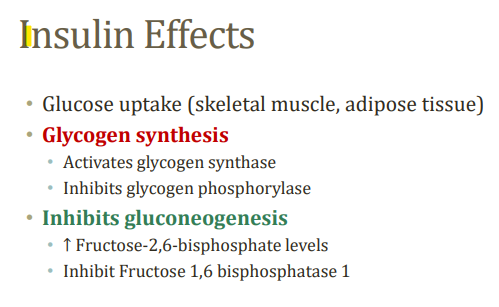 Insulin Effects
• Glucose uptake (skeletal muscle, adipose tissue)
• Glycogen synthesis
• Activates glycogen synthase
• Inhibits glycogen phosphorylase
• Inhibits gluconeogenesis
• ↑ Fructose-2,6-bisphosphate levels
• Inhibit Fructose 1,6 bisphosphatase 1